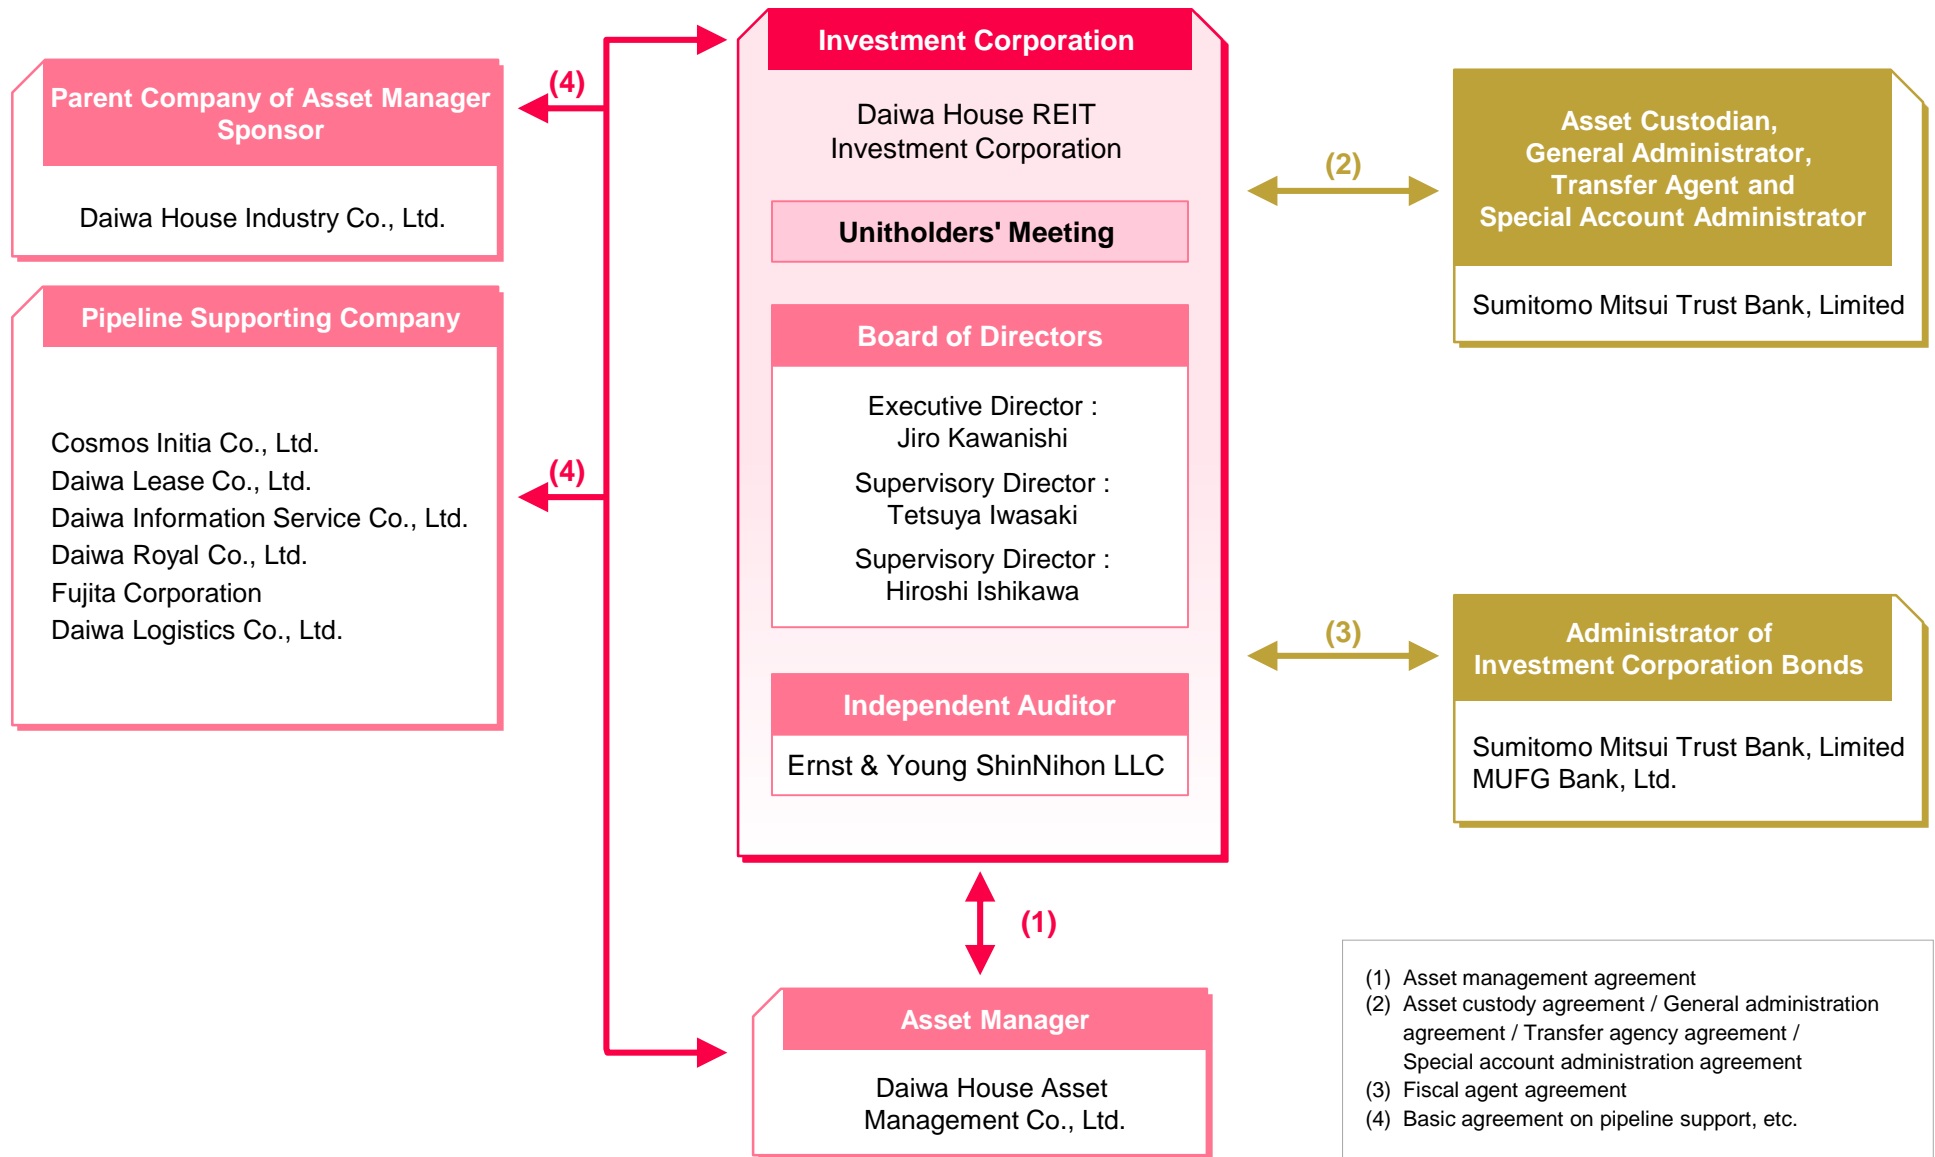 Parent Company of Asset Manager
Sponsor
Daiwa House Industry Co., Ltd.
(4)
Pipeline Supporting Company
Cosmos Initia Co., Ltd.
Daiwa Lease Co., Ltd.
Daiwa Information Service Co., Ltd.
Daiwa Royal Co., Ltd.
Fujita Corporation
Daiwa Logistics Co., Ltd.
(4)
Investment Corporation
Daiwa House REIT
Investment Corporation
Unitholders' Meeting
Board of Directors
Executive Director :
Jiro Kawanishi
Supervisory Director :
Tetsuya Iwasaki
Supervisory Director :
Hiroshi Ishikawa
Independent Auditor
Ernst & Young ShinNihon LLC
(1)
Asset Manager
Daiwa House Asset
Management Co., Ltd.
(2)
Asset Custodian,
General Administrator,
Transfer Agent and
Special Account Administrator
Sumitomo Mitsui Trust Bank, Limited
(3)
Administrator of
Investment Corporation Bonds
Sumitomo Mitsui Trust Bank, Limited
MUFG Bank, Ltd.
(1) Asset management agreement
(2) Asset custody agreement / General administration
agreement / Transfer agency agreement /
Special account administration agreement
(3) Fiscal agent agreement
(4) Basic agreement on pipeline support, etc.